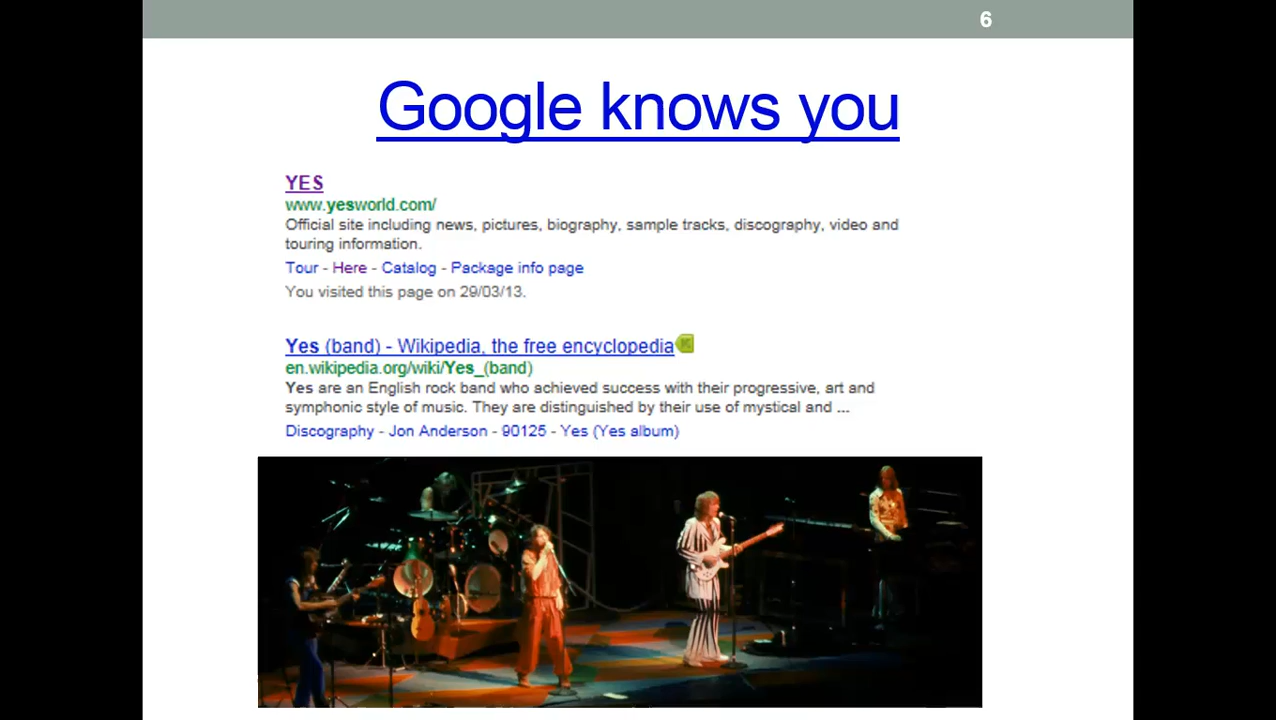 6
Google knows you
YES
www.yesworld.com/
Official site including news, pictures, biography, sample tracks, discography, video and
touring information.
Tour - Here - Catalog - Package info page
You visited this page on 29/03/13.
Yes (band) - Wikipedia, the free encyclopedia
en.wikipedia.org/wiki/Yes_(band)
Yes are an English rock band who achieved success with their progressive, art and
symphonic style of music. They are distinguished by their use of mystical and ...
Discography - Jon Anderson - 90125 - Yes (Yes album)